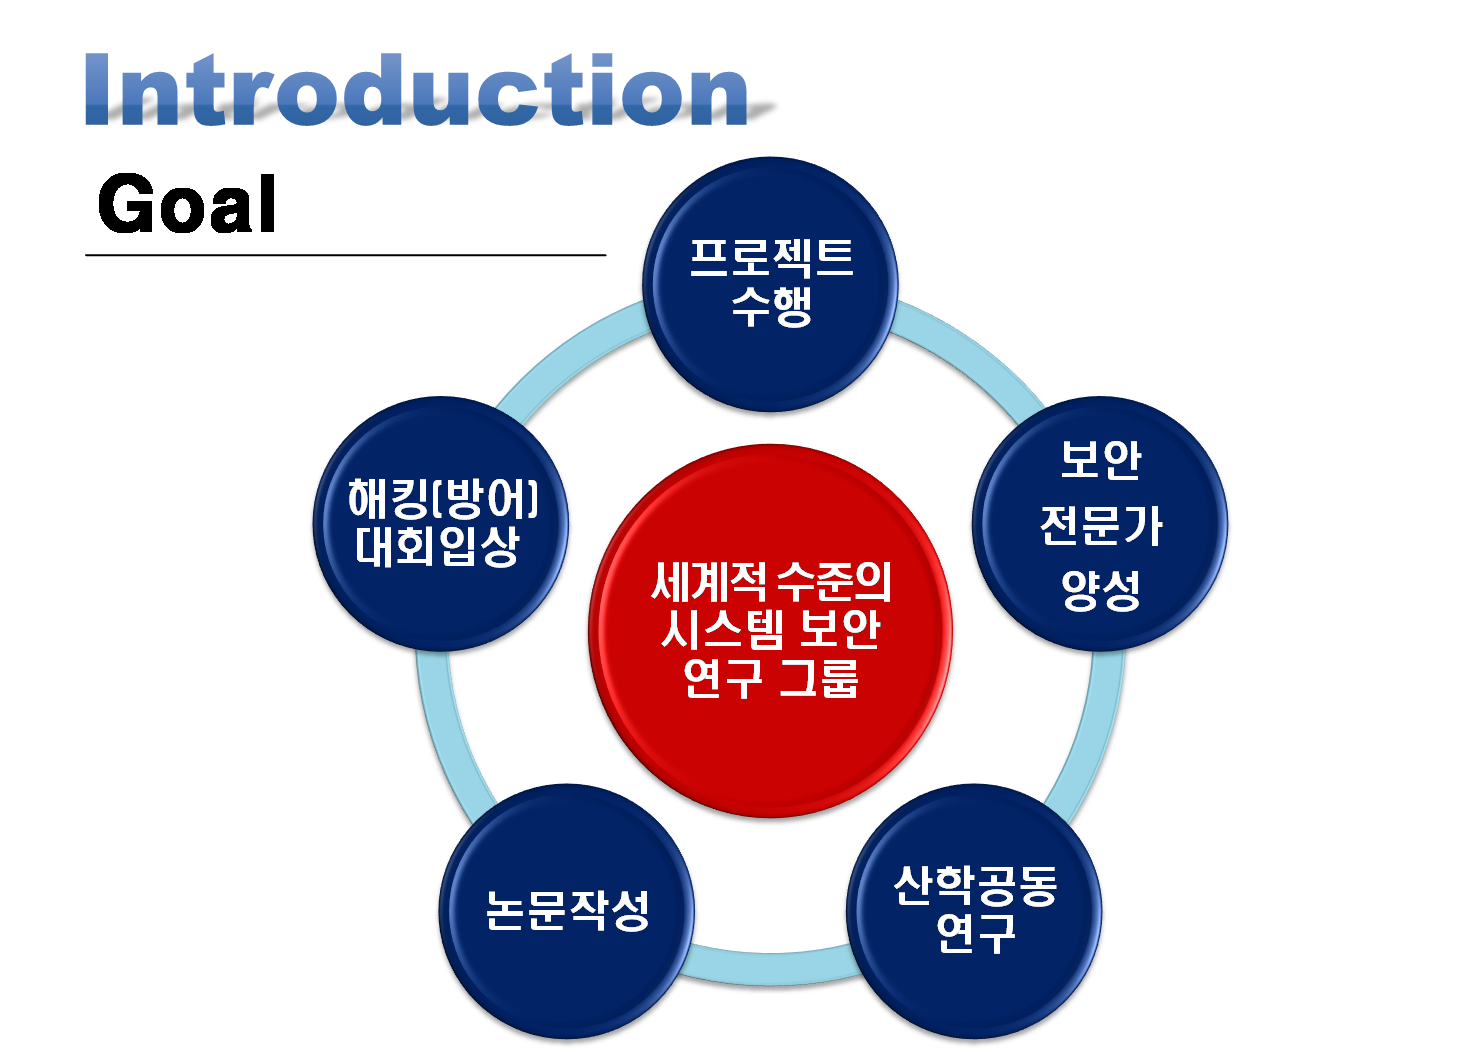 Introduction
Goal
프로젝트
수행
보안
전문가
양성
산학공동
연구
논문작성
해킹(방어)
대회입상
세계적 수준의
시스템 보안
연구 그룹